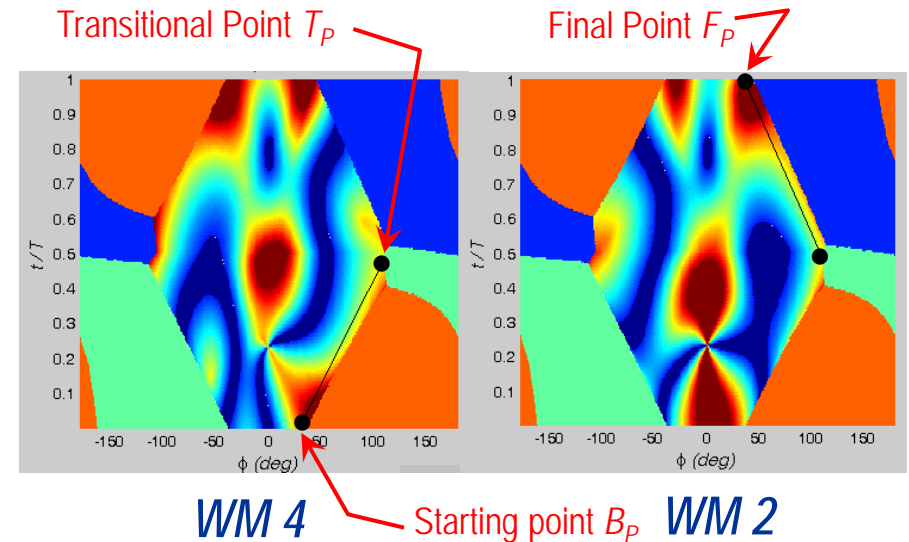 Transitional Point T_P
Final Point F_P
1
0.9
0.8
0.7
0.6
0.5
0.4
0.3
0.2
0.1
t / T
-150 -100 -50 0 50 100 150
ϕ (deg)
1
0.9
0.8
0.7
0.6
0.5
0.4
0.3
0.2
0.1
t / T
-150 -100 -50 0 50 100 150
ϕ (deg)
WM 4
Starting point B_P
WM 2